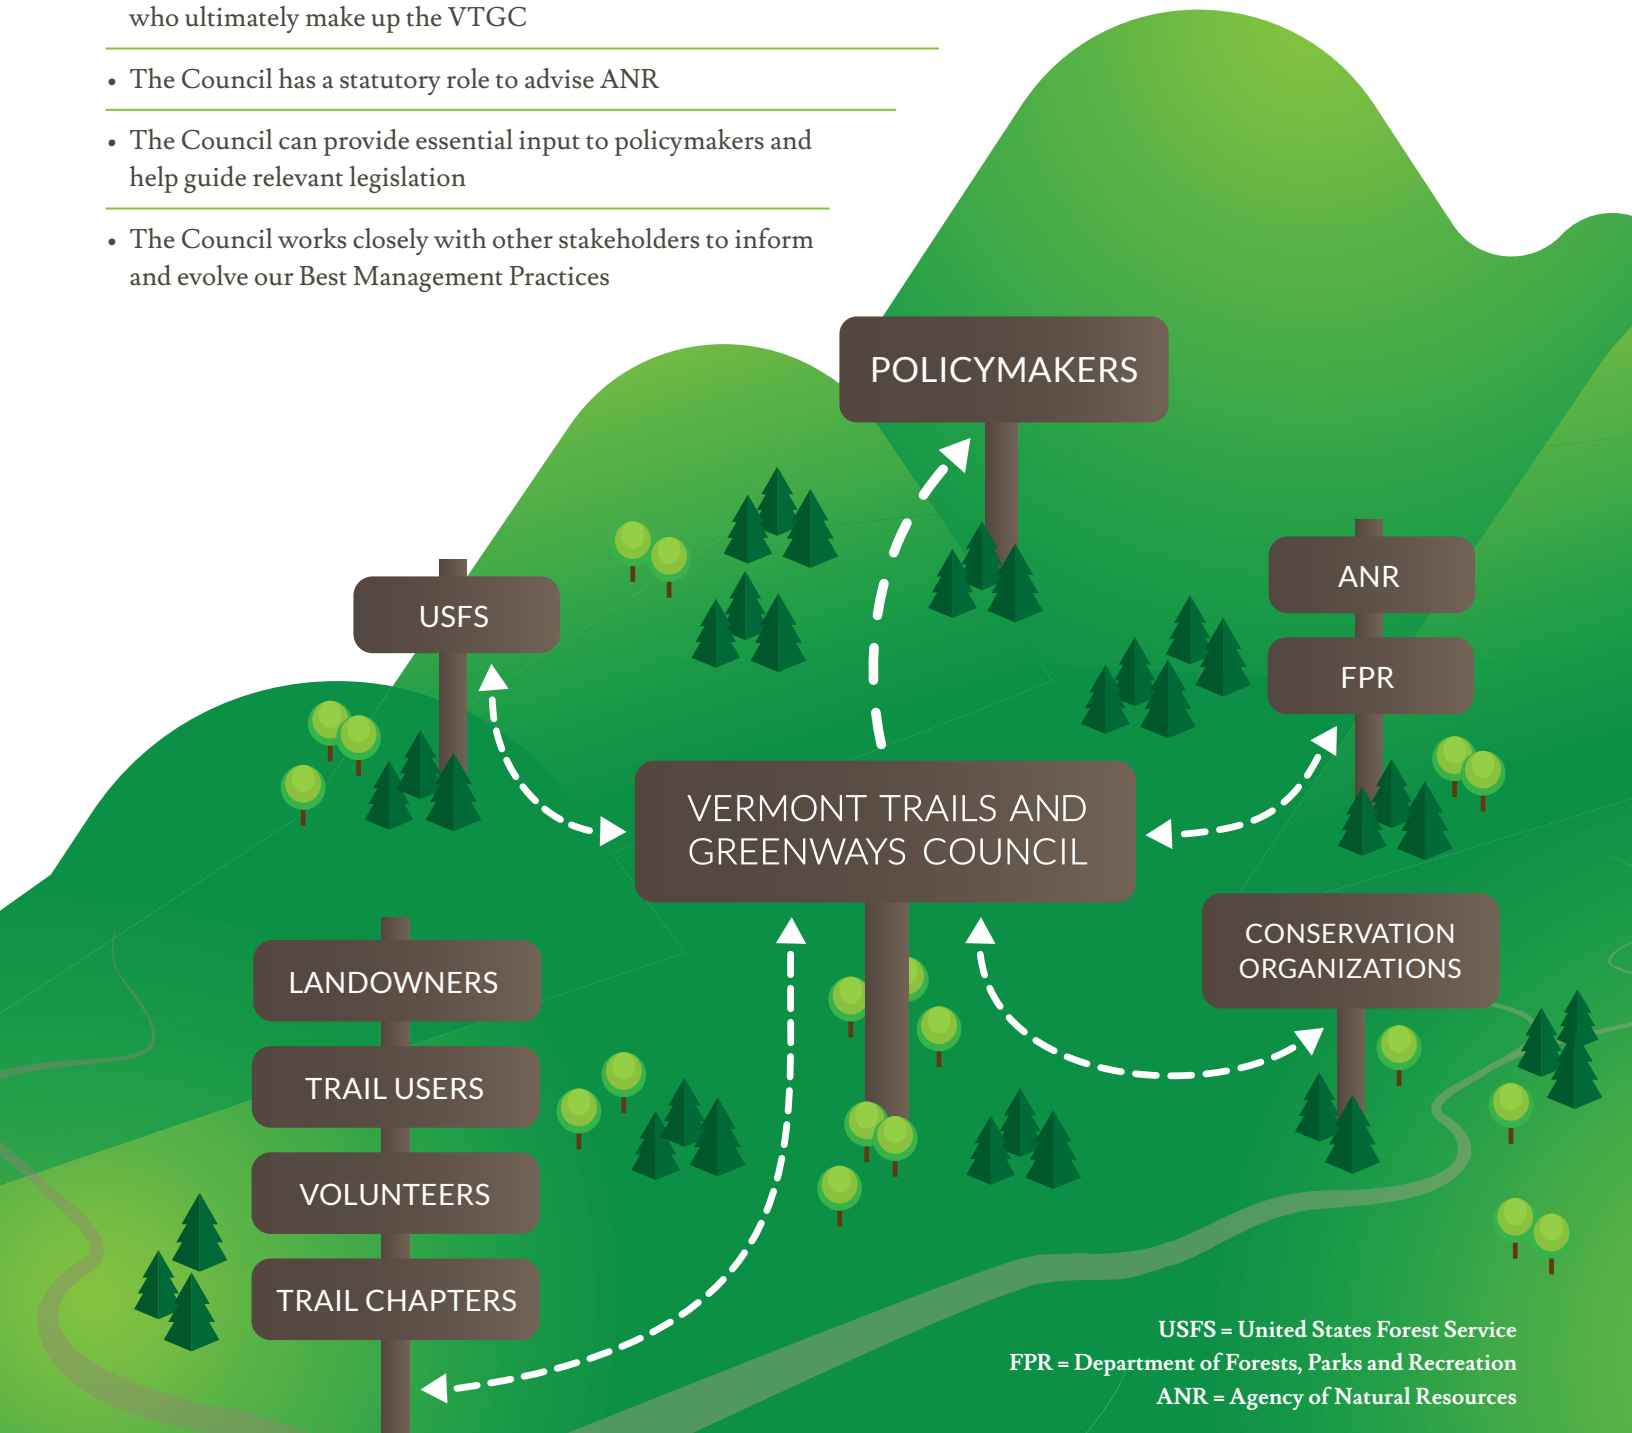 who ultimately make up the VTGC
• The Council has a statutory role to advise ANR
• The Council can provide essential input to policymakers and
help guide relevant legislation
• The Council works closely with other stakeholders to inform
and evolve our Best Management Practices
POLICYMAKERS
USFS
ANR
FPR
VERMONT TRAILS AND
GREENWAYS COUNCIL
CONSERVATION
ORGANIZATIONS
LANDOWNERS
TRAIL USERS
VOLUNTEERS
TRAIL CHAPTERS
USFS = United States Forest Service
FPR = Department of Forests, Parks and Recreation
ANR = Agency of Natural Resources